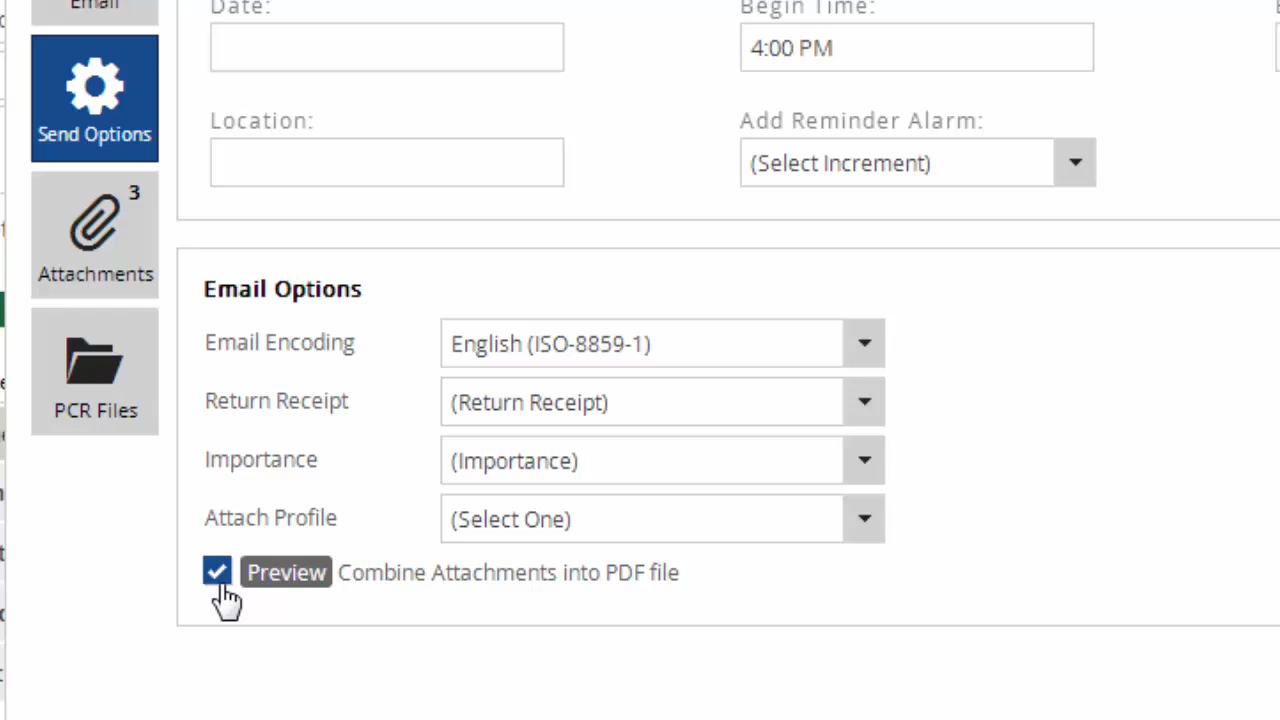 Email
Date:
Begin Time:
4:00 PM
Send Options
Location:
Add Reminder Alarm:
(Select Increment)
3
Attachments
Email Options
Email Encoding
English (ISO-8859-1)
Return Receipt
(Return Receipt)
PCR Files
Importance
(Importance)
Attach Profile
(Select One)
Preview Combine Attachments into PDF file